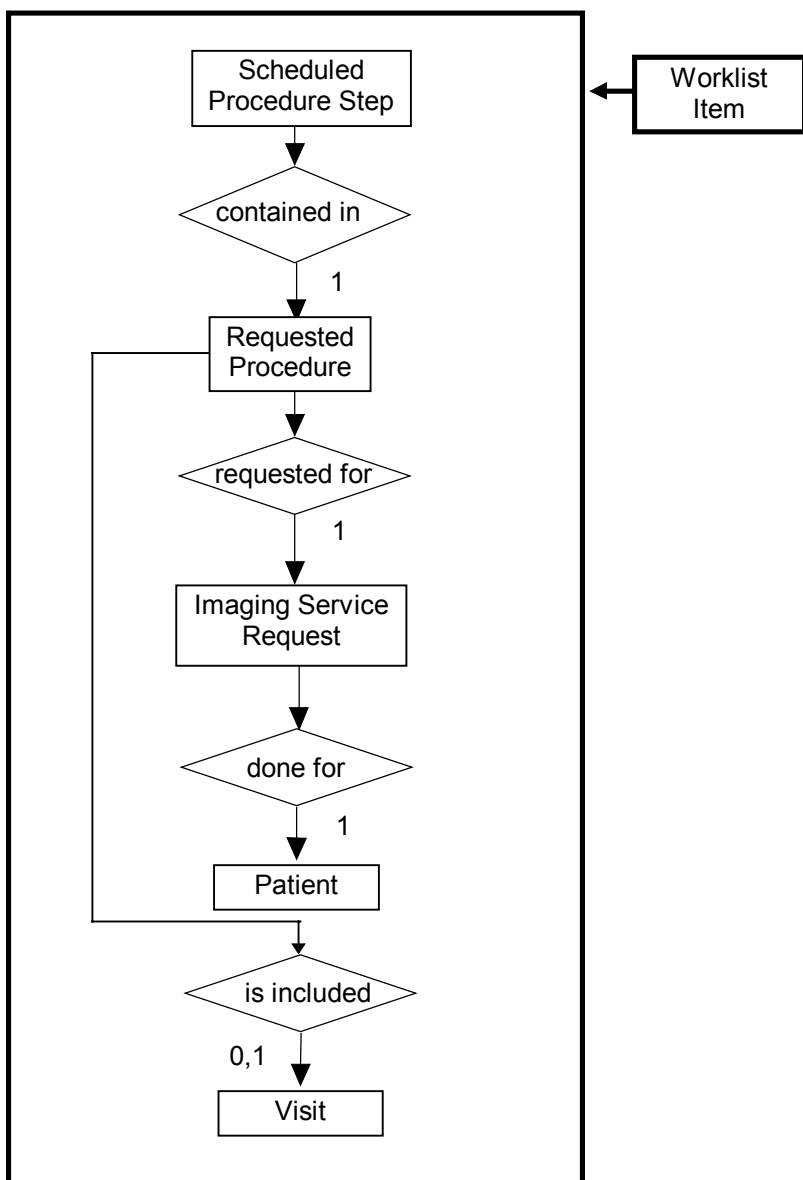 Scheduled
Procedure Step
Worklist
Item
contained in
1
Requested
Procedure
requested for
1
Imaging Service
Request
done for
1
Patient
is included
0,1
Visit